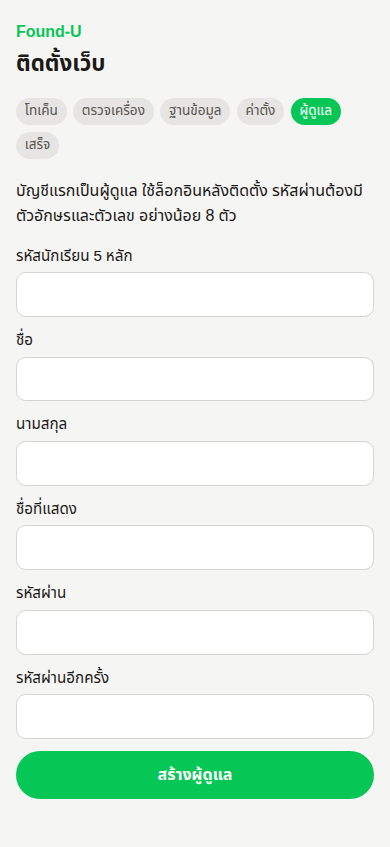 Found-U
ติดตั้งเว็บ
โทเค็น ตรวจเครื่อง ฐานข้อมูล ค่าตั้ง ผู้ดูแล
เสร็จ
บัญชีแรกเป็นผู้ดูแล ใช้ล็อกอินหลังติดตั้ง รหัสผ่านต้องมี
ตัวอักษรและตัวเลข อย่างน้อย 8 ตัว
รหัสนักเรียน 5 หลัก
ชื่อ
นามสกุล
ชื่อที่แสดง
รหัสผ่าน
รหัสผ่านอีกครั้ง
สร้างผู้ดูแล